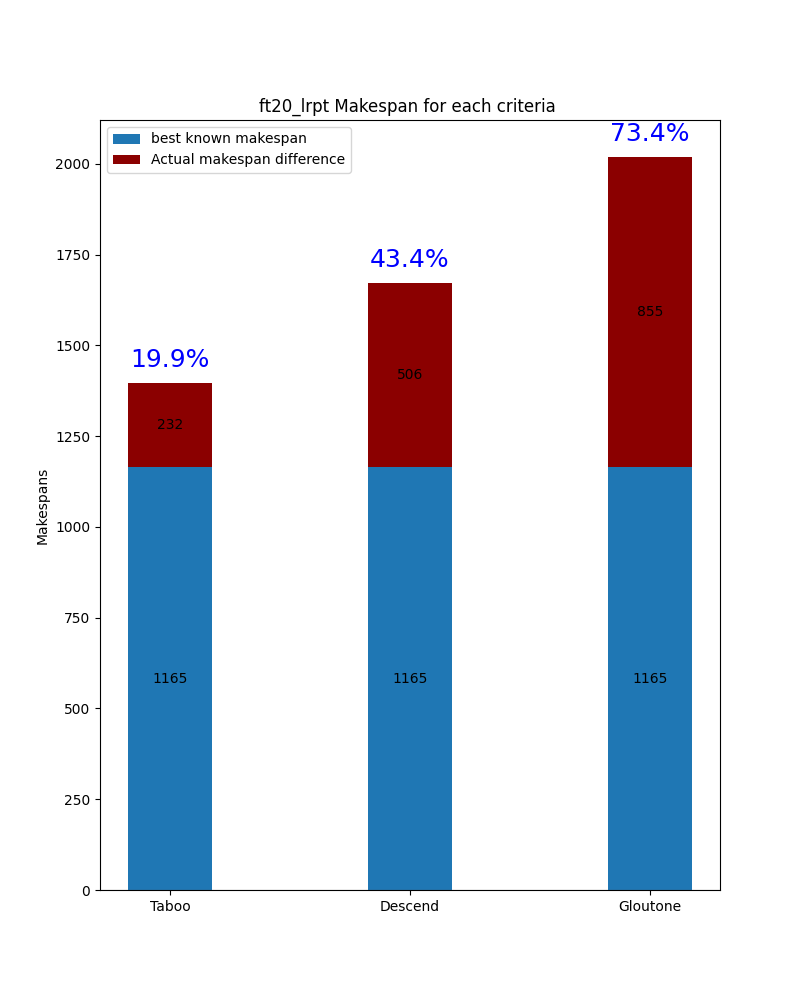 ft20_lrpt Makespan for each criteria
best known makespan
Actual makespan difference
73.4%
43.4%
19.9%
2000
1750
1500
1250
1000
750
500
250
0
Makespans
855
506
232
1165
1165
1165
Taboo
Descend
Gloutone